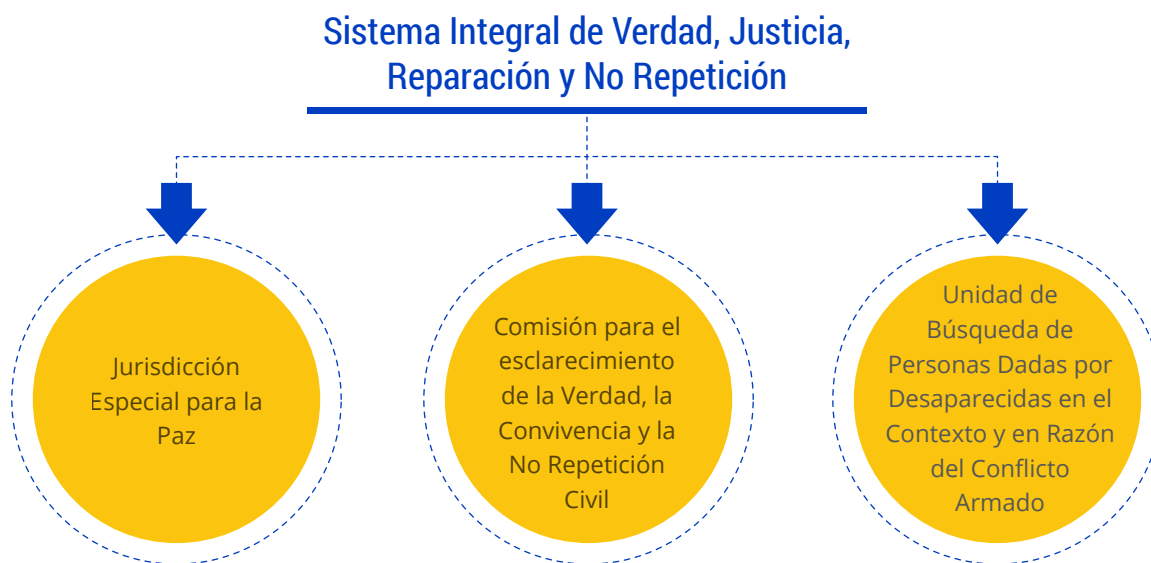 Sistema Integral de Verdad, Justicia,
Reparación y No Repetición
Jurisdicción
Especial para la
Paz
Comisión para el
esclarecimiento
de la Verdad, la
Convivencia y la
No Repetición
Civil
Unidad de
Búsqueda de
Personas Dadas por
Desaparecidas en el
Contexto y en Razón
del Conflicto
Armado